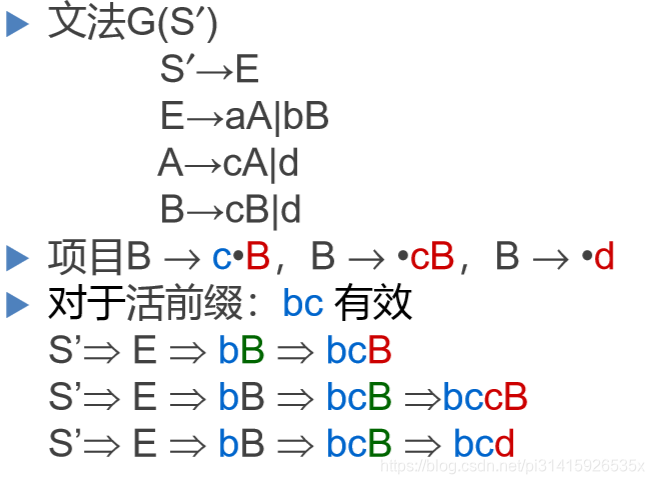 ▶ 文法G(S′)
S′→E
E→aA|bB
A→cA|d
B→cB|d
▶ 项目B → c•B，B → •cB，B → •d
▶ 对于活前缀：bc 有效
S’⇒ E ⇒ bB ⇒ bcB
S’⇒ E ⇒ bB ⇒ bcB ⇒bccB
S’⇒ E ⇒ bB ⇒ bcB ⇒ bcd
https://blog.csdn.net/pi31415926535x